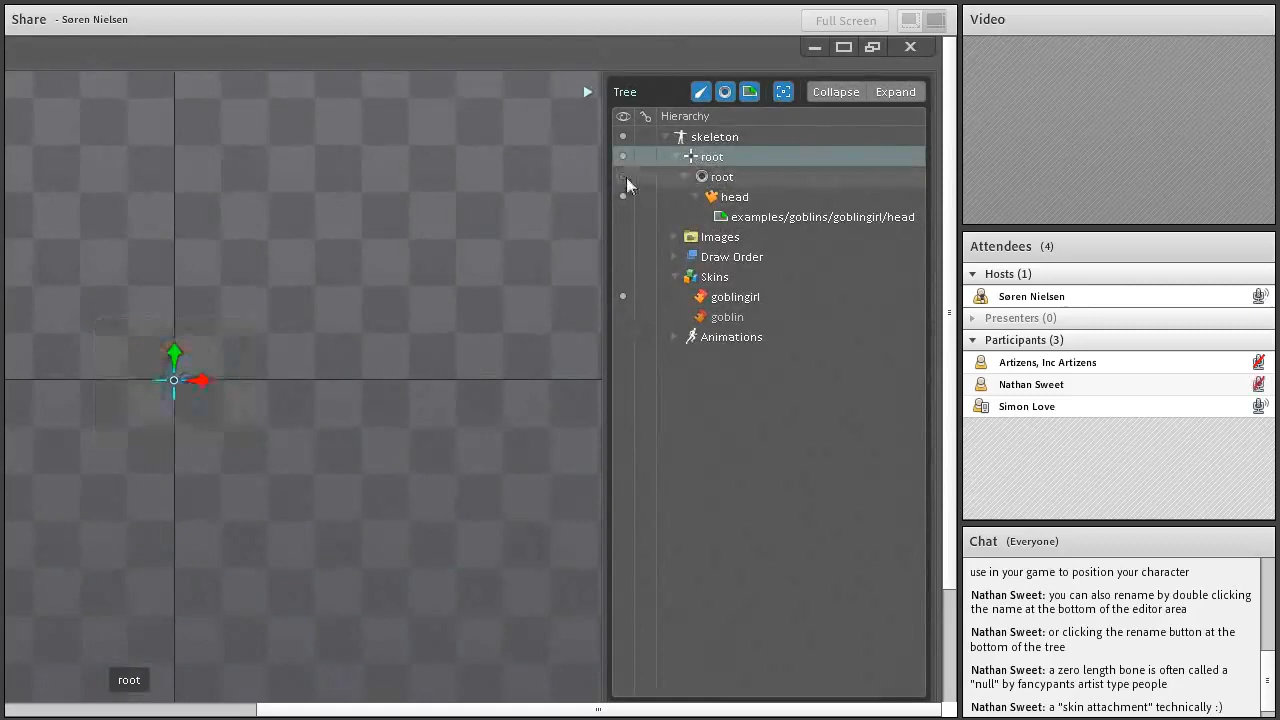 Share - Søren Nielsen
Full Screen
Video
Tree
Collapse
Expand
Hierarchy
skeleton
root
root
head
examples/goblins/goblingirl/head
Images
Draw Order
Skins
goblingirl
goblin
Animations
root
Attendees (4)
Hosts (1)
Søren Nielsen
Presenters (0)
Participants (3)
Artizens, Inc Artizens
Nathan Sweet
Simon Love
Chat (Everyone)
use in your game to position your character
Nathan Sweet: you can also rename by double clicking
the name at the bottom of the editor area
Nathan Sweet: or clicking the rename button at the
bottom of the tree
Nathan Sweet: a zero length bone is often called a
"null" by fancypants artist type people
Nathan Sweet: a "skin attachment" technically :)